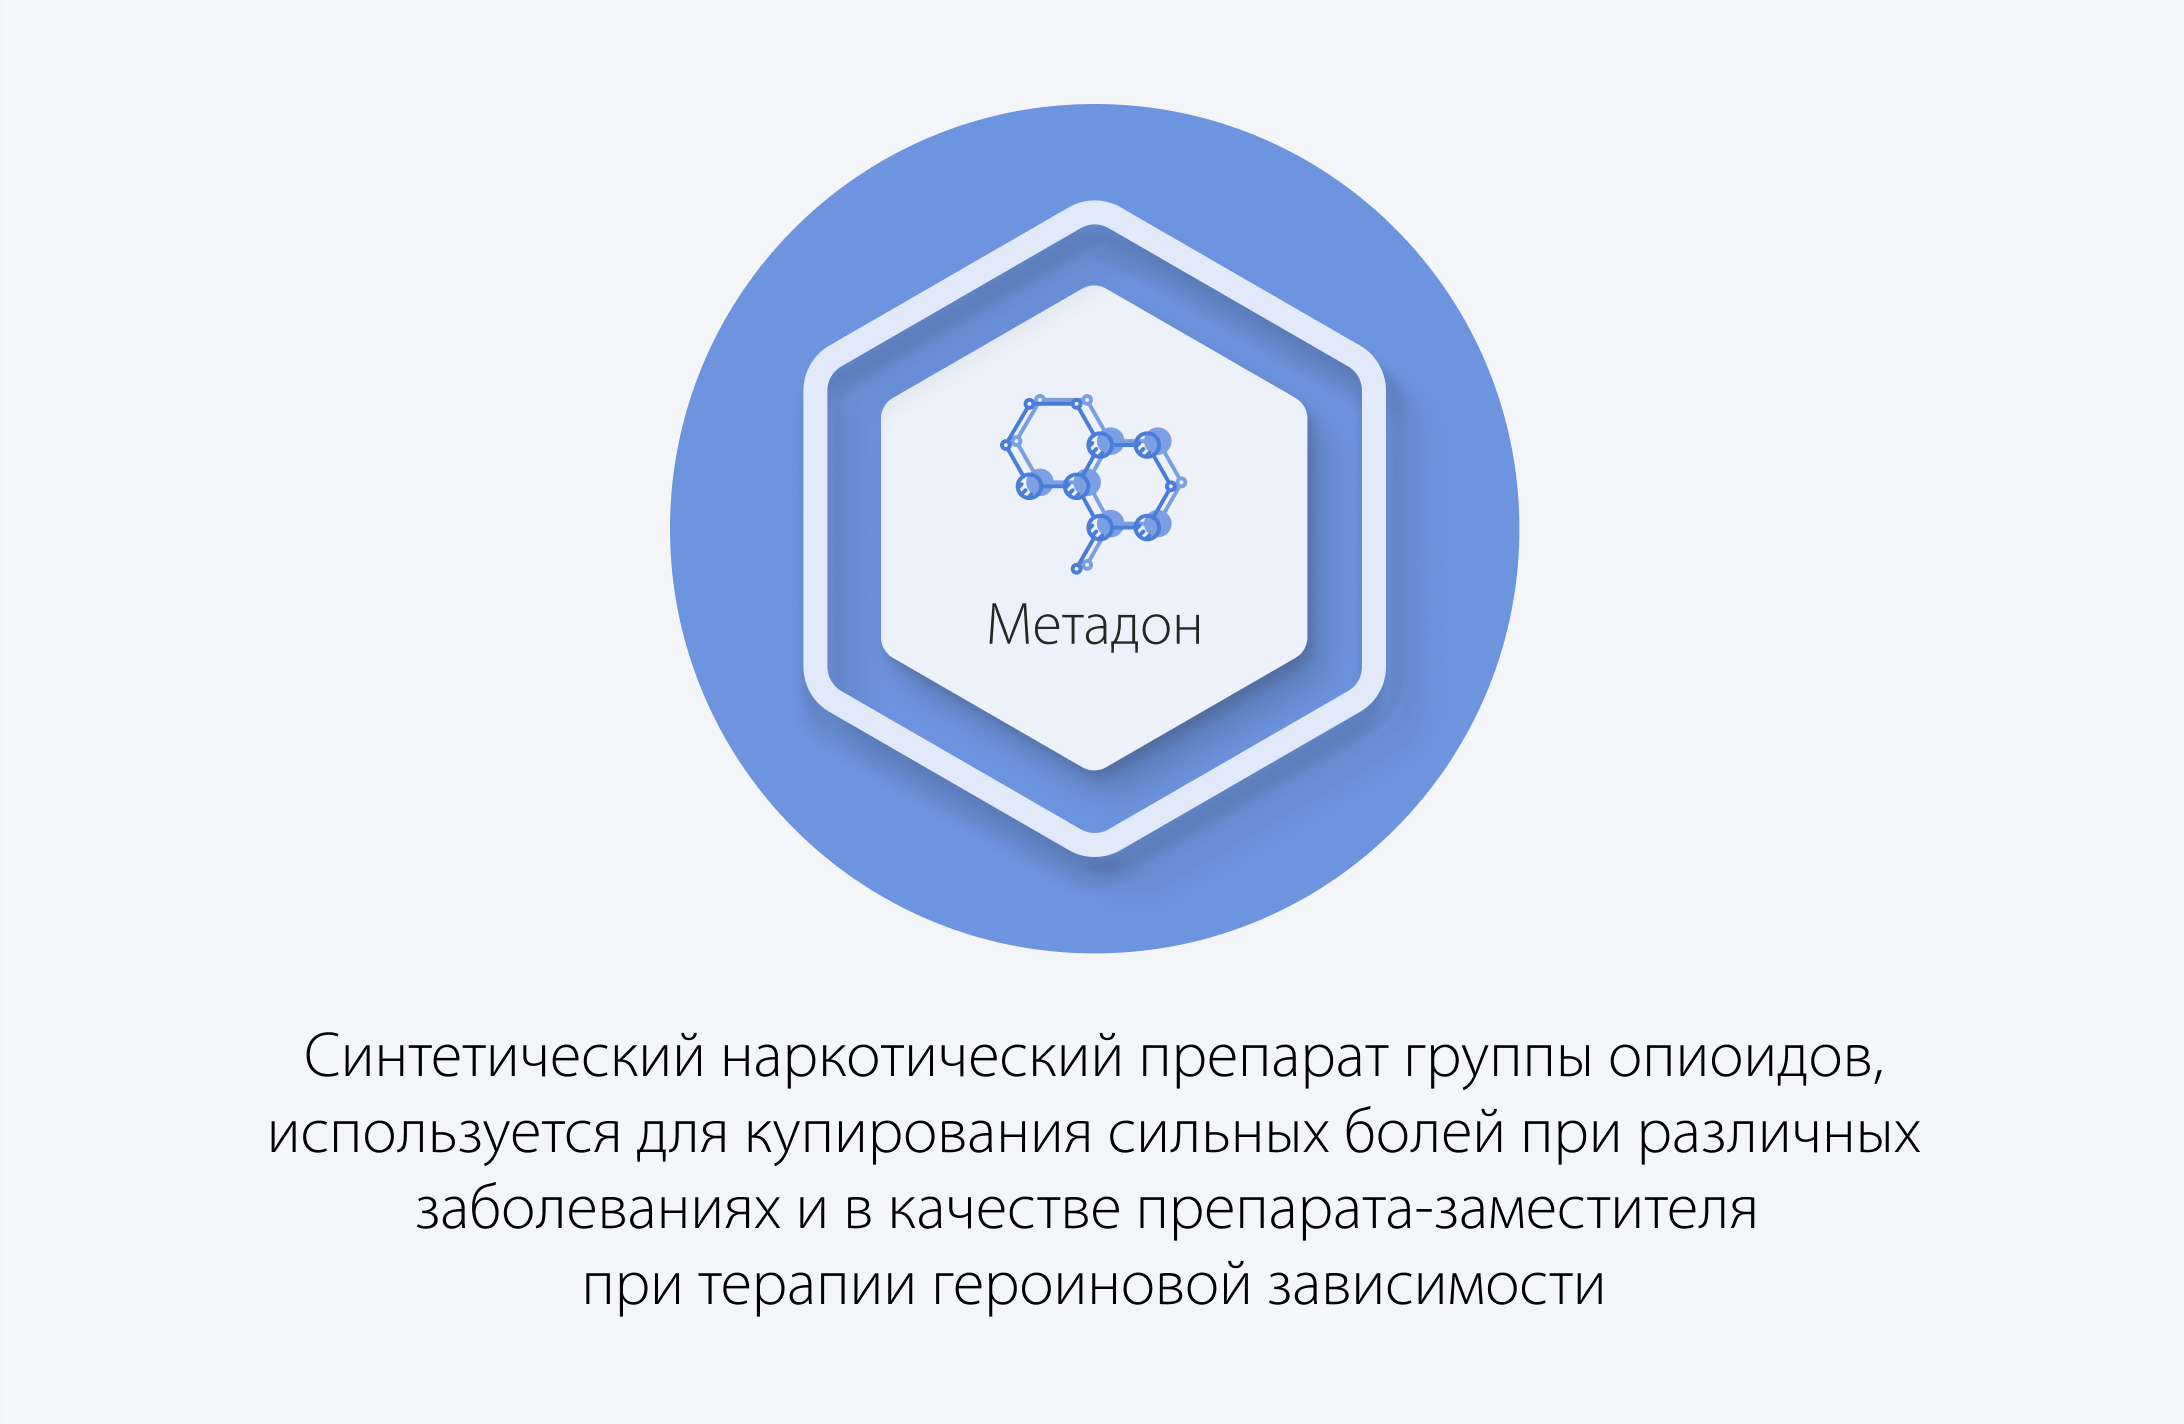 Метадон
Синтетический наркотический препарат группы опиоидов,
используется для купирования сильных болей при различных
заболеваниях и в качестве препарата-заместителя
при терапии героиновой зависимости